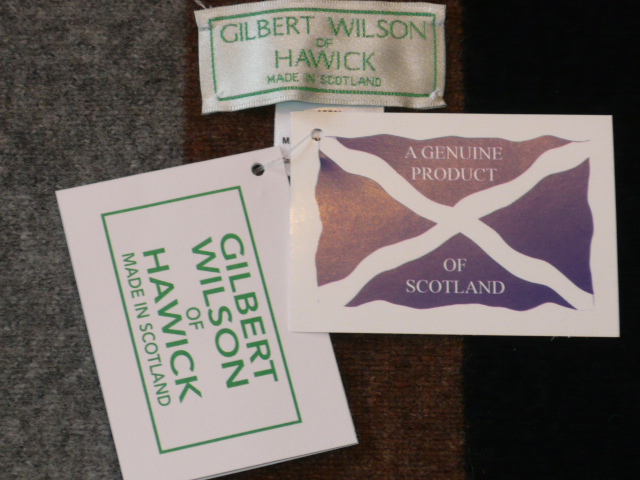 GILBERT WILSON
OF
HAWICK
MADE IN SCOTLAND
A GENUINE
PRODUCT
OF
SCOTLAND
GILBERT
WILSON
OF
HAWICK
MADE IN SCOTLAND